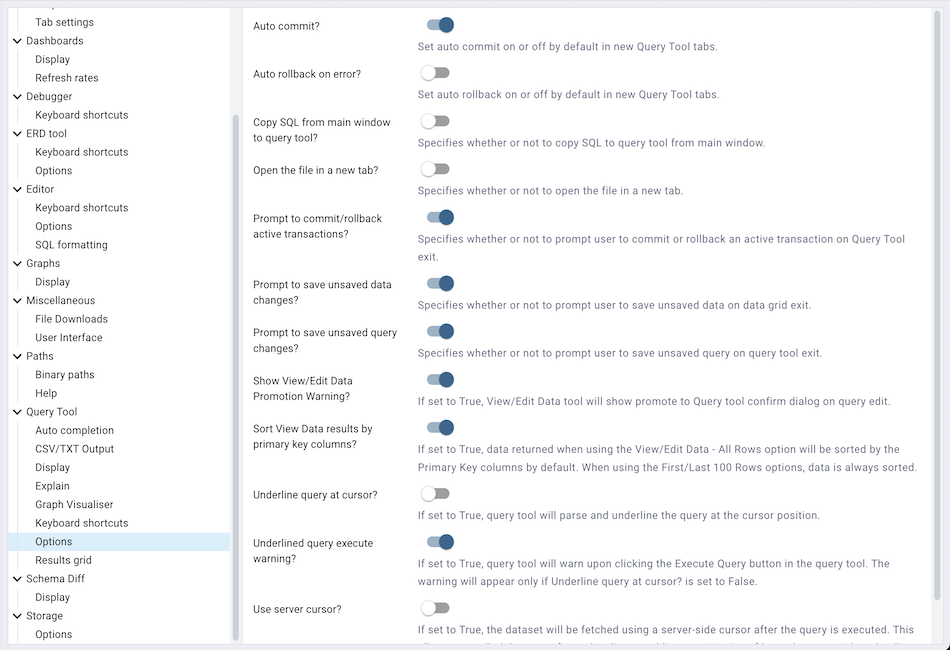 Tab settings
Dashboards
Display
Refresh rates
Debugger
Keyboard shortcuts
ERD tool
Keyboard shortcuts
Options
Editor
Keyboard shortcuts
Options
SQL formatting
Graphs
Display
Miscellaneous
File Downloads
User Interface
Paths
Binary paths
Help
Query Tool
Auto completion
CSV/TXT Output
Display
Explain
Graph Visualiser
Keyboard shortcuts
Options
Results grid
Schema Diff
Display
Storage
Options
Auto commit?
Set auto commit on or off by default in new Query Tool tabs.
Auto rollback on error?
Set auto rollback on or off by default in new Query Tool tabs.
Copy SQL from main window
to query tool?
Specifies whether or not to copy SQL to query tool from main window.
Open the file in a new tab?
Specifies whether or not to open the file in a new tab.
Prompt to commit/rollback
active transactions?
Specifies whether or not to prompt user to commit or rollback an active transaction on Query Tool
exit.
Prompt to save unsaved data
changes?
Specifies whether or not to prompt user to save unsaved data on data grid exit.
Prompt to save unsaved query
changes?
Specifies whether or not to prompt user to save unsaved query on query tool exit.
Show View/Edit Data
Promotion Warning?
If set to True, View/Edit Data tool will show promote to Query tool confirm dialog on query edit.
Sort View Data results by
primary key columns?
If set to True, data returned when using the View/Edit Data - All Rows option will be sorted by the
Primary Key columns by default. When using the First/Last 100 Rows options, data is always sorted.
Underline query at cursor?
If set to True, query tool will parse and underline the query at the cursor position.
Underlined query execute
warning?
If set to True, query tool will warn upon clicking the Execute Query button in the query tool. The
warning will appear only if Underline query at cursor? is set to False.
Use server cursor?
If set to True, the dataset will be fetched using a server-side cursor after the query is executed. This